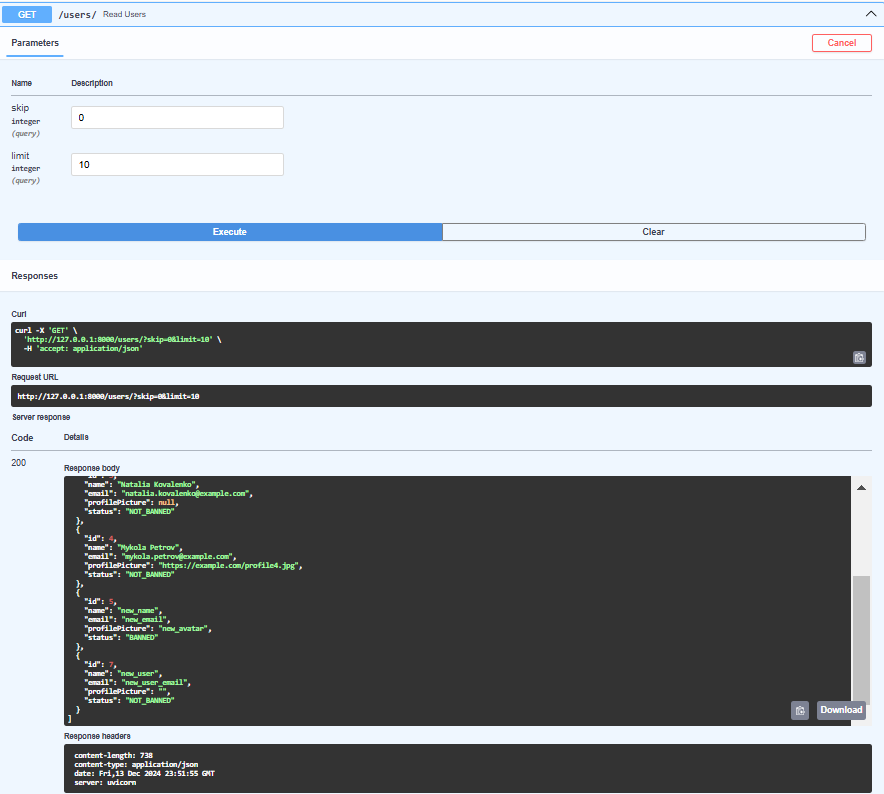 GET /users/ Read Users
Parameters
Cancel
Name Description
skip
integer
(query)
0
limit
integer
(query)
10
Execute Clear
Responses
Curl
curl -X 'GET' \
'http://127.0.0.1:8000/users/?skip=0&limit=10' \
-H 'accept: application/json'
Request URL
http://127.0.0.1:8000/users/?skip=0&limit=10
Server response
Code Details
200
Response body
"name": "Natalia Kovalenko",
"email": "natalia.kovalenko@example.com",
"profilePicture": null,
"status": "NOT_BANNED"
},
{
"id": 4,
"name": "Mykola Petrov",
"email": "mykola.petrov@example.com",
"profilePicture": "https://example.com/profile4.jpg",
"status": "NOT_BANNED"
},
{
"id": 5,
"name": "new_name",
"email": "new_email",
"profilePicture": "new_avatar",
"status": "BANNED"
},
{
"id": 7,
"name": "new_user",
"email": "new_user_email",
"profilePicture": "",
"status": "NOT_BANNED"
}
]
Download
Response headers
content-length: 738
content-type: application/json
date: Fri,13 Dec 2024 23:51:55 GMT
server: uvicorn